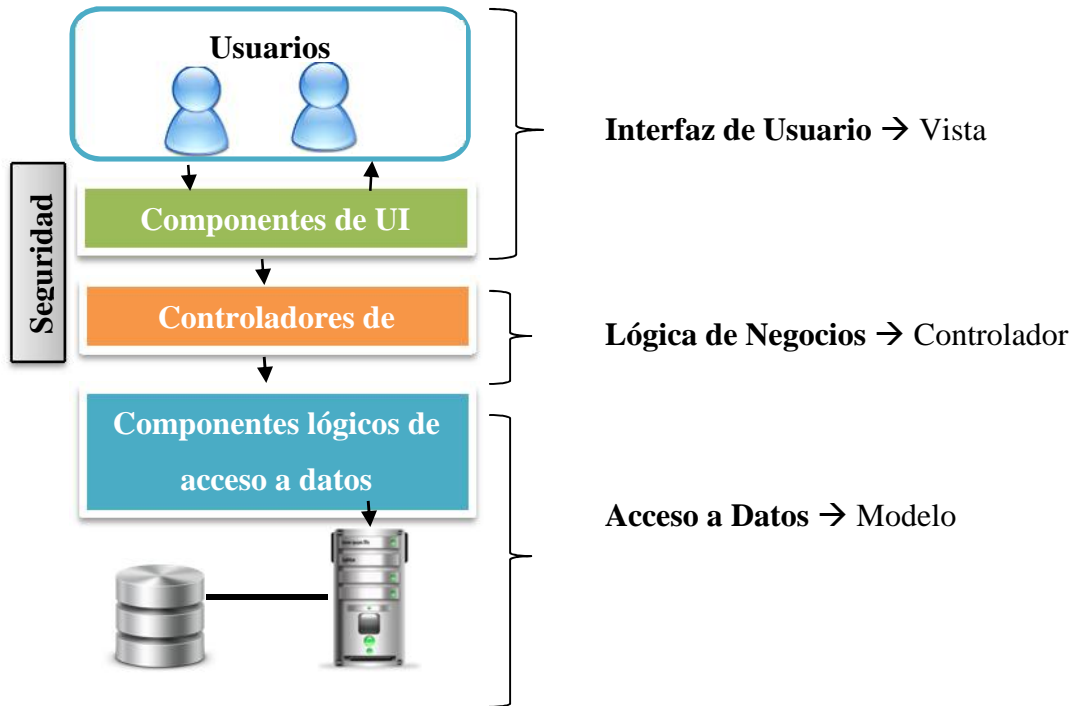 Usuarios
Interfaz de Usuario → Vista
Componentes de UI
Seguridad
Controladores de
Lógica de Negocios → Controlador
Componentes lógicos de
acceso a datos
Acceso a Datos → Modelo